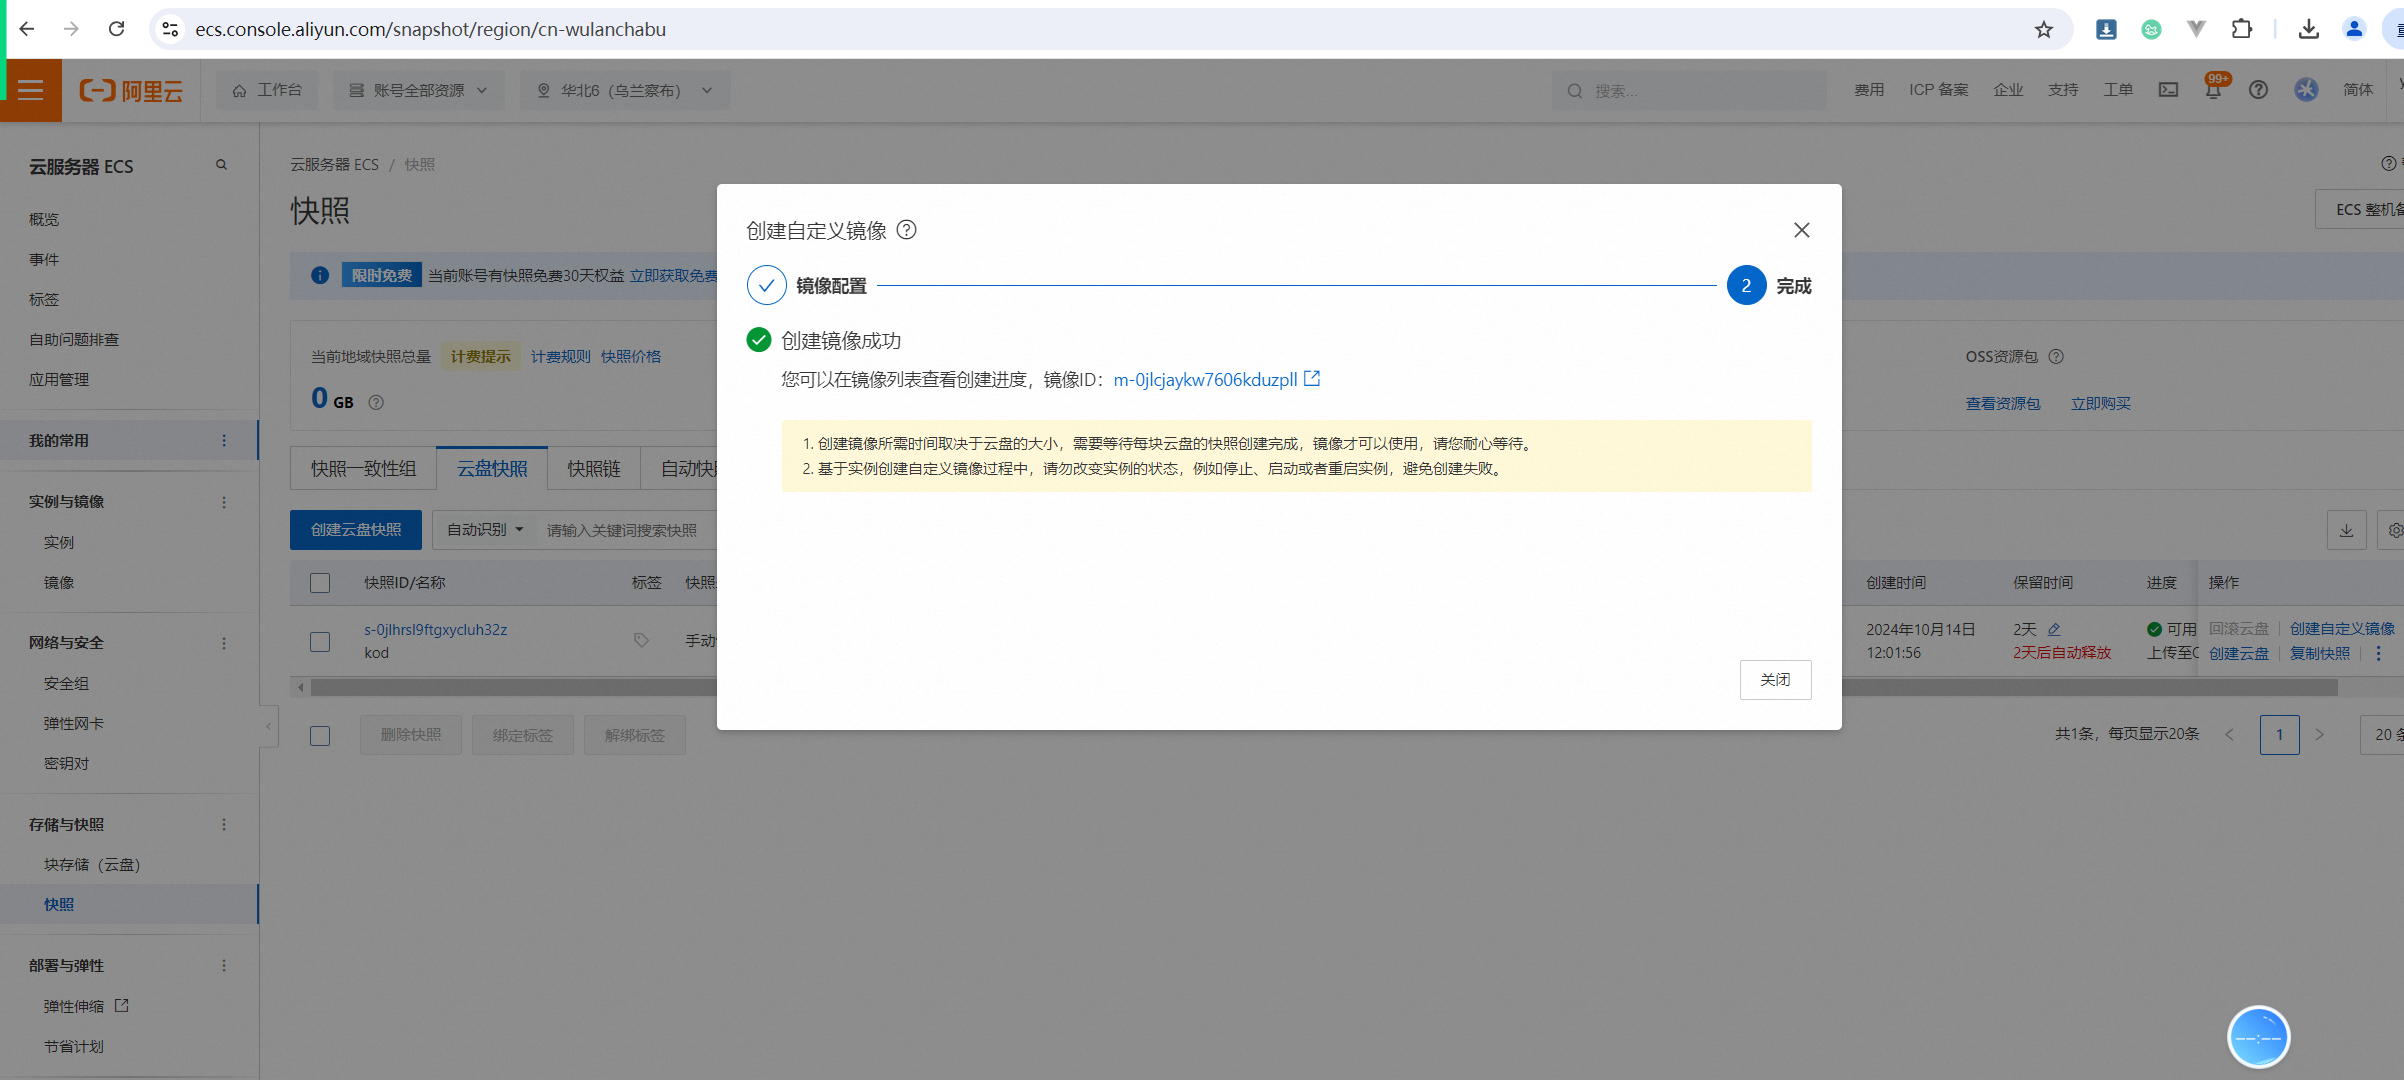 ecs.console.aliyun.com/snapshot/region/cn-wulanchabu
阿里云
工作台
账号全部资源
华北6（乌兰察布）
搜索...
费用
ICP 备案
企业
支持
工单
99+
简体
云服务器 ECS
概览
事件
标签
自助问题排查
应用管理
我的常用
实例与镜像
实例
镜像
网络与安全
安全组
弹性网卡
密钥对
存储与快照
块存储（云盘）
快照
部署与弹性
弹性伸缩
节省计划
云服务器 ECS / 快照
快照
ECS 整机备
限时免费 当前账号有快照免费30天权益 立即获取免费
当前地域快照总量 计费提示 计费规则 快照价格
0 GB
OSS资源包
查看资源包 立即购买
快照一致性组 云盘快照 快照链 自动快照
创建云盘快照 自动识别 请输入关键词搜索快照
快照ID/名称 标签 快照 创建时间 保留时间 进度 操作
s-0jlhrsl9ftgxycluh32z
kod
手动
2024年10月14日
12:01:56
2天
2天后自动释放
可用
上传至O
回滚云盘 创建自定义镜像
创建云盘 复制快照
删除快照 绑定标签 解绑标签
共1条，每页显示20条 1 20 条
创建自定义镜像
镜像配置
2 完成
创建镜像成功
您可以在镜像列表查看创建进度，镜像ID：m-0jlcjaykw7606kduzpll
1. 创建镜像所需时间取决于云盘的大小，需要等待每块云盘的快照创建完成，镜像才可以使用，请您耐心等待。
2. 基于实例创建自定义镜像过程中，请勿改变实例的状态，例如停止、启动或者重启实例，避免创建失败。
关闭